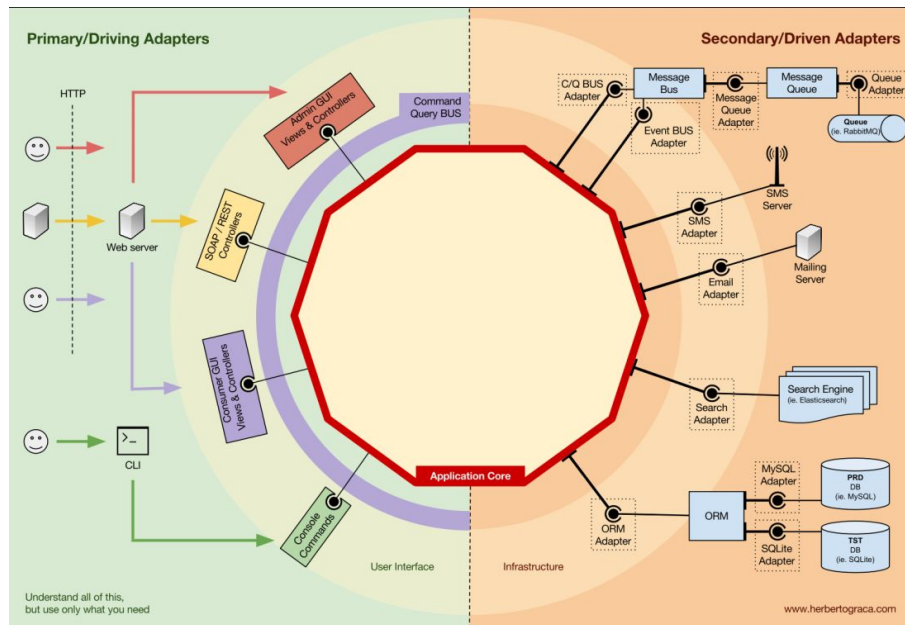 Primary/Driving Adapters
Secondary/Driven Adapters
HTTP
Admin GUI
Views & Controllers
Command
Query BUS
C/Q BUS
Adapter
Message
Bus
Message
Queue
Adapter
Message
Queue
Queue
Adapter
Event BUS
Adapter
Queue
(ie. RabbitMQ)
Web server
SOAP / REST
Controllers
SMS
Adapter
SMS
Server
Email
Adapter
Mailing
Server
Consumer GUI
Views & Controllers
Search
Adapter
Search Engine
(ie. Elasticsearch)
>_
CLI
Console
Commands
Application Core
ORM
Adapter
ORM
MySQL
Adapter
PRD
DB
(ie. MySQL)
SQLite
Adapter
TST
DB
(ie. SQLite)
User Interface
Infrastructure
Understand all of this,
but use only what you need
www.herbertograca.com